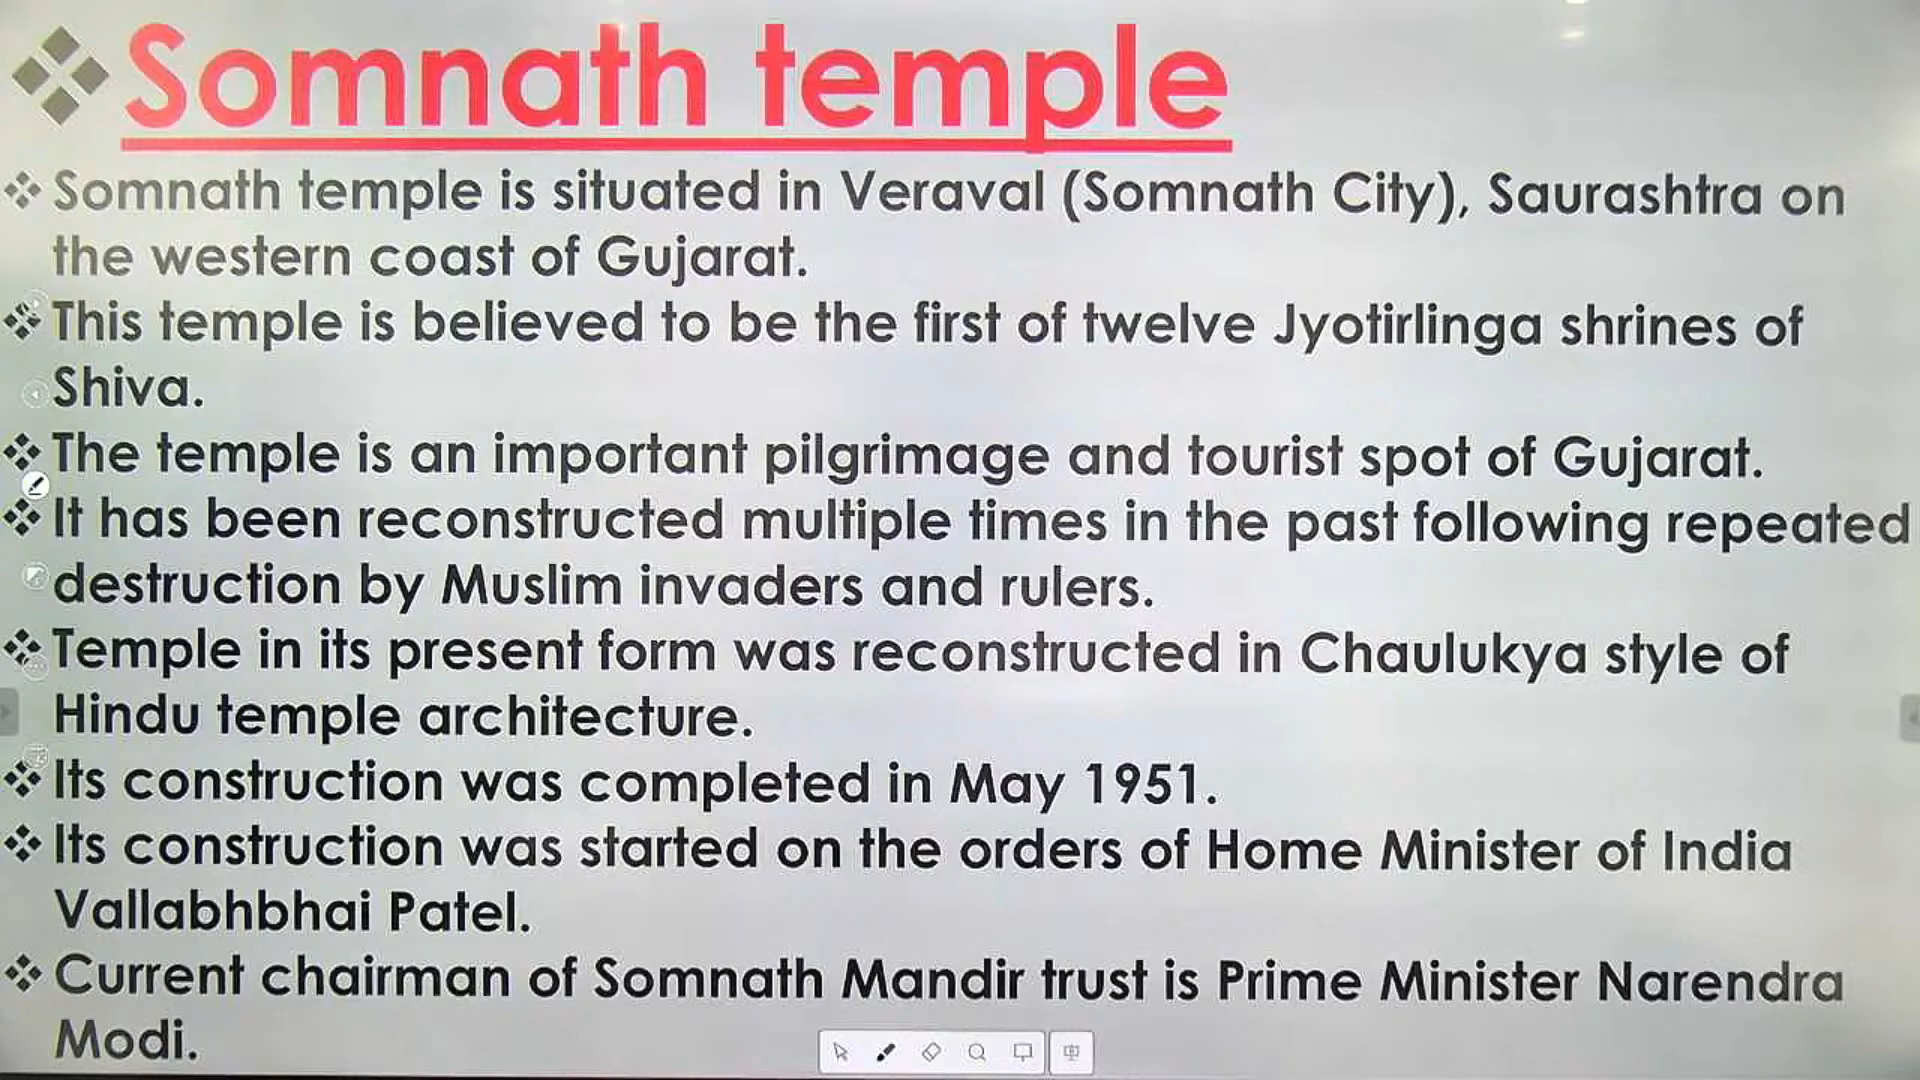 Somnath temple
Somnath temple is situated in Veraval (Somnath City), Saurashtra on
the western coast of Gujarat.
This temple is believed to be the first of twelve Jyotirlinga shrines of
Shiva.
The temple is an important pilgrimage and tourist spot of Gujarat.
It has been reconstructed multiple times in the past following repeated
destruction by Muslim invaders and rulers.
Temple in its present form was reconstructed in Chaulukya style of
Hindu temple architecture.
Its construction was completed in May 1951.
Its construction was started on the orders of Home Minister of India
Vallabhbhai Patel.
Current chairman of Somnath Mandir trust is Prime Minister Narendra
Modi.